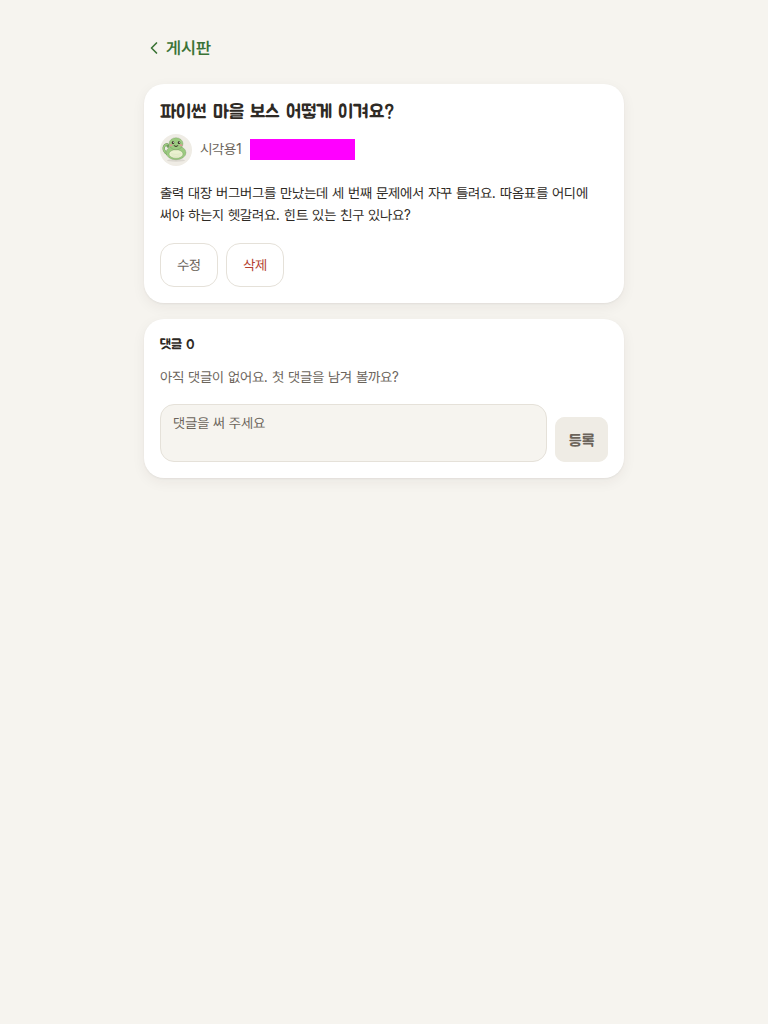 게시판
파이썬 마을 보스 어떻게 이겨요?
시각용1
출력 대장 버그버그를 만났는데 세 번째 문제에서 자꾸 틀려요. 따옴표를 어디에
써야 하는지 헷갈려요. 힌트 있는 친구 있나요?
수정 삭제
댓글 0
아직 댓글이 없어요. 첫 댓글을 남겨 볼까요?
댓글을 써 주세요
등록